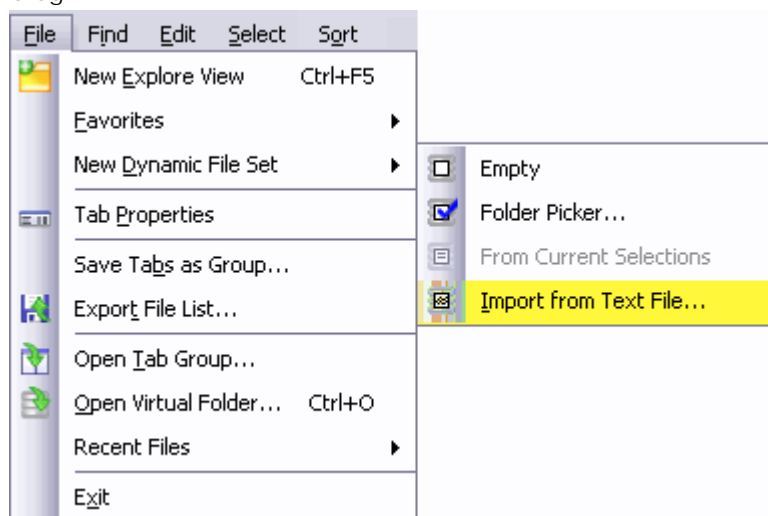 File Find Edit Select Sort
New Explore View Ctrl+F5
Favorites
New Dynamic File Set
Empty
Folder Picker...
From Current Selections
Import from Text File...
Tab Properties
Save Tabs as Group...
Export File List...
Open Tab Group...
Open Virtual Folder... Ctrl+O
Recent Files
Exit